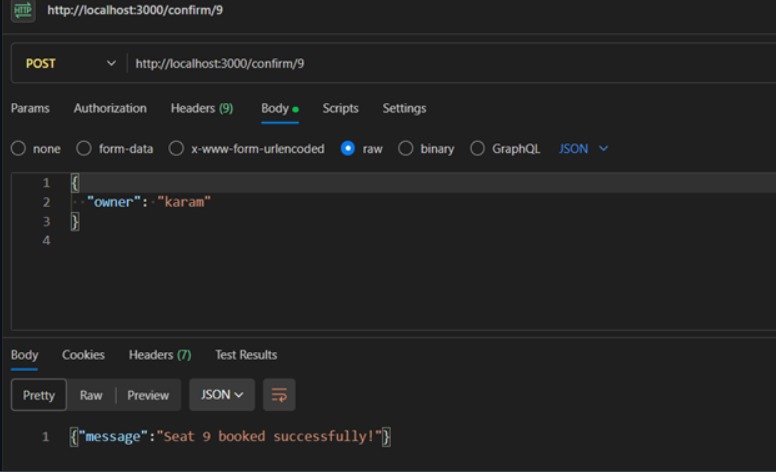 HTTP http://localhost:3000/confirm/9
POST http://localhost:3000/confirm/9
Params Authorization Headers (9) Body Scripts Settings
none form-data x-www-form-urlencoded raw binary GraphQL JSON
1 {
2 "owner": "karam"
3 }
4
Body Cookies Headers (7) Test Results
Pretty Raw Preview JSON
1 {"message":"Seat 9 booked successfully!"}